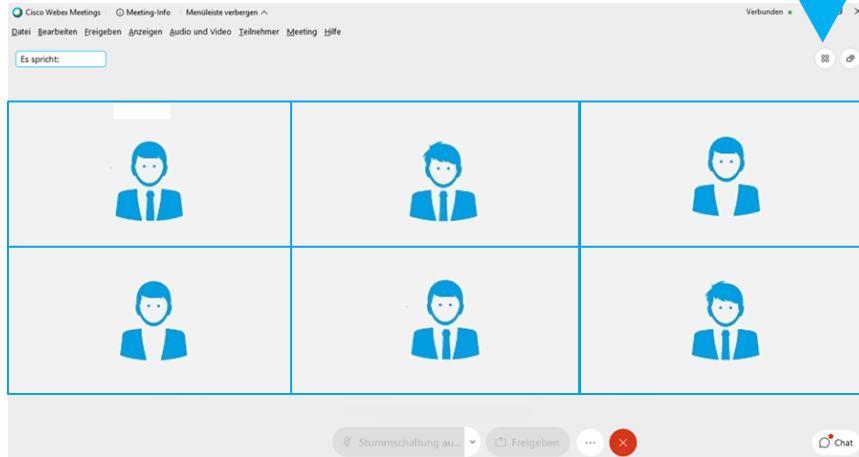 Cisco Webex Meetings Meeting-Info Menüleiste verbergen Verbunden
Datei Bearbeiten Freigeben Anzeigen Audio und Video Teilnehmer Meeting Hilfe
Es spricht:
Stummschaltung au... Freigeben ...
Chat